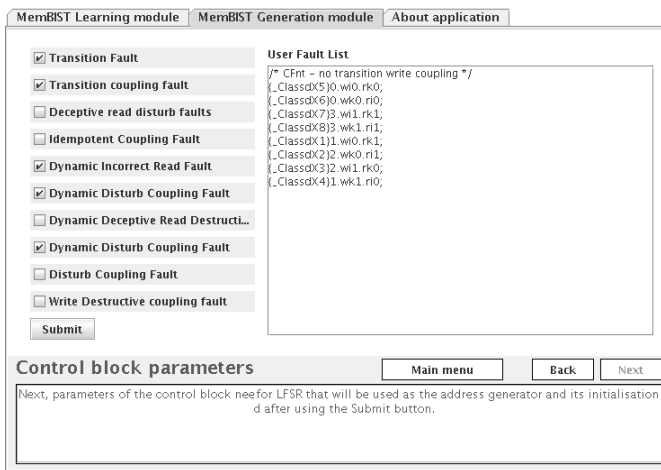 MemBIST Learning module
MemBIST Generation module
About application
Transition Fault
Transition coupling fault
Deceptive read disturb faults
Idempotent Coupling Fault
Dynamic Incorrect Read Fault
Dynamic Disturb Coupling Fault
Dynamic Deceptive Read Destructi...
Dynamic Disturb Coupling Fault
Disturb Coupling Fault
Write Destructive coupling fault
Submit
User Fault List
/* CFnt - no transition write coupling */
{_ClassdX5}0.wi0.rk0;
{_ClassdX6}0.wk0.ri0;
{_ClassdX7}3.wi1.rk1;
{_ClassdX8}3.wk1.ri1;
{_ClassdX1}1.wi0.rk1;
{_ClassdX2}2.wk0.ri1;
{_ClassdX3}2.wi1.rk0;
{_ClassdX4}1.wk1.ri0;
Control block parameters
Main menu
Back
Next
Next, parameters of the control block neefor LFSR that will be used as the address generator and its initialisation
d after using the Submit button.